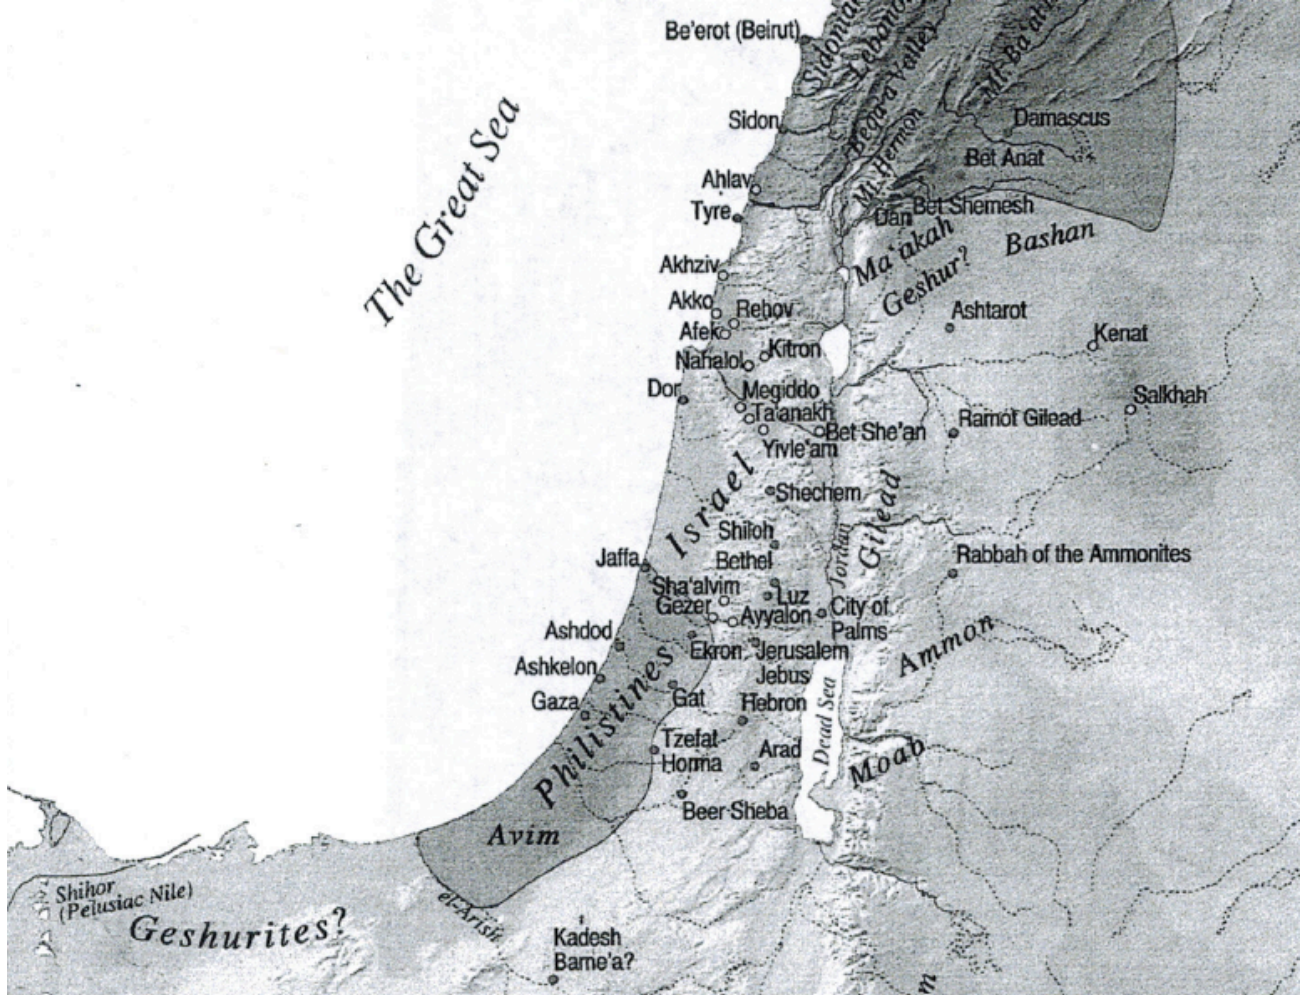 Be'erot (Beirut)
Sidonia
Lebanon
Beqa'a Valley
Mt. Ba'al
The Great Sea
Sidon
Damascus
Mt. Hermon
Bet Anat
Ahlav
Tyre
Dan
Bet Shemesh
Ma'akah
Bashan
Geshur?
Akhziv
Akko
Rehov
Afek
Ashtarot
Kenat
Nahalol
Kitron
Dor
Megiddo
Ta'anakh
Salkhah
Bet She'an
Ramot Gilead
Yivle'am
Israel
Shechem
Gilead
Shiloh
Jordan
Jaffa
Bethel
Rabbah of the Ammonites
Sha'alvim
Luz
Gezer
Ayyalon
City of
Palms
Ashdod
Ekron
Jerusalem
Jebus
Ammon
Ashkelon
Philistines
Gaza
Gat
Hebron
Dead Sea
Tzefat
Horma
Arad
Moab
Beer Sheba
Avim
Shihor
(Pelusiac Nile)
el-Arish
Geshurites?
Kadesh
Barne'a?
m